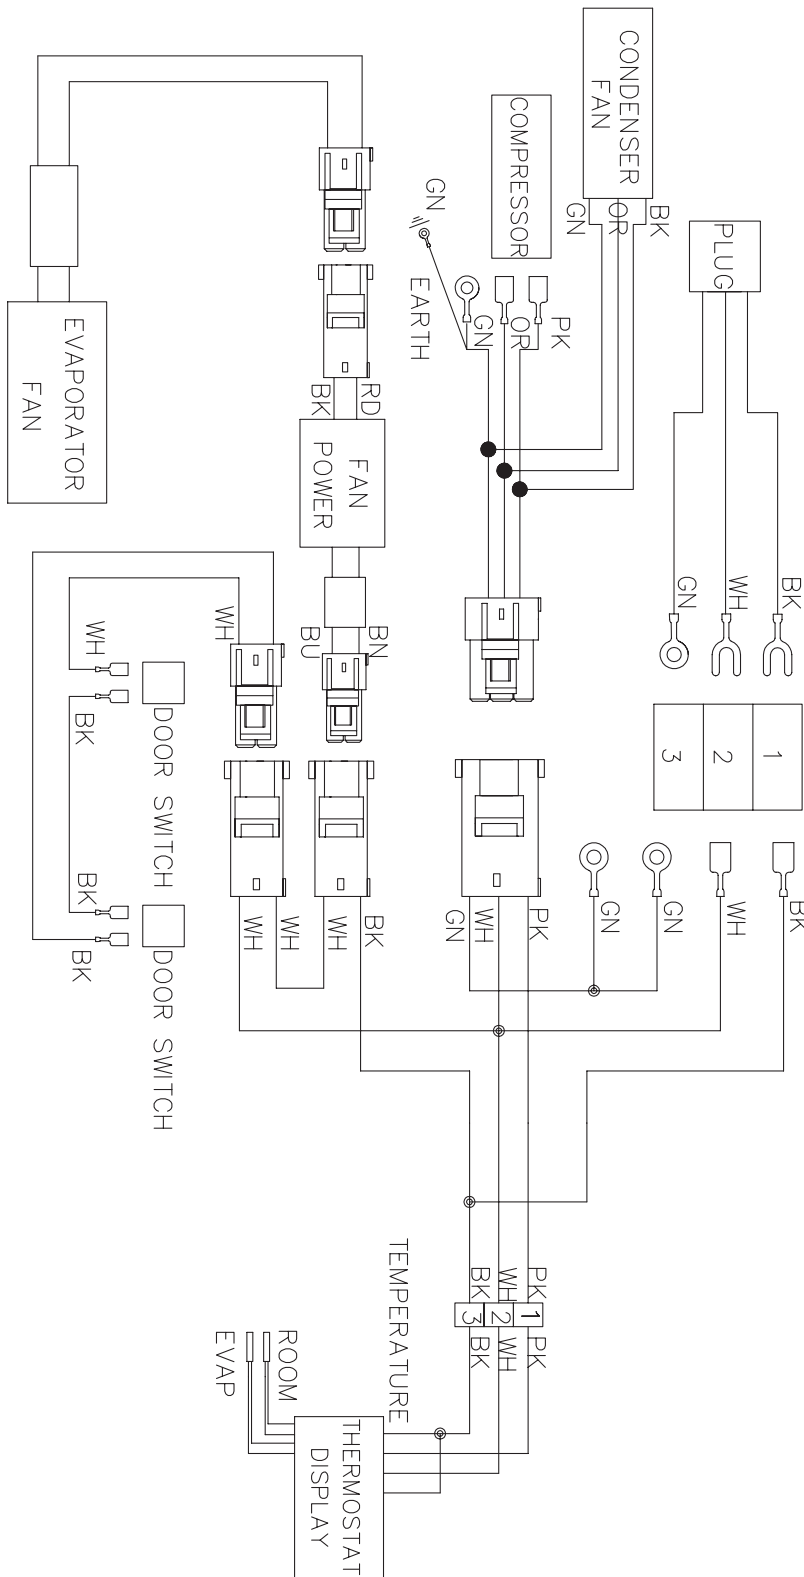 CONDENSER
FAN
GN
OR
BK
COMPRESSOR
GN
OR
PK
GN
EARTH
PLUG
GN
WH
BK
3
2
1
GN
GN
WH
BK
EVAPORATOR
FAN
BK
RD
FAN
POWER
BU
BN
WH
WH
BK
DOOR SWITCH
BK
BK
DOOR SWITCH
WH
WH
WH
BK
GN
WH
PK
BK
WH
PK
3
2
1
BK
WH
PK
TEMPERATURE
ROOM
EVAP
THERMOSTAT
DISPLAY